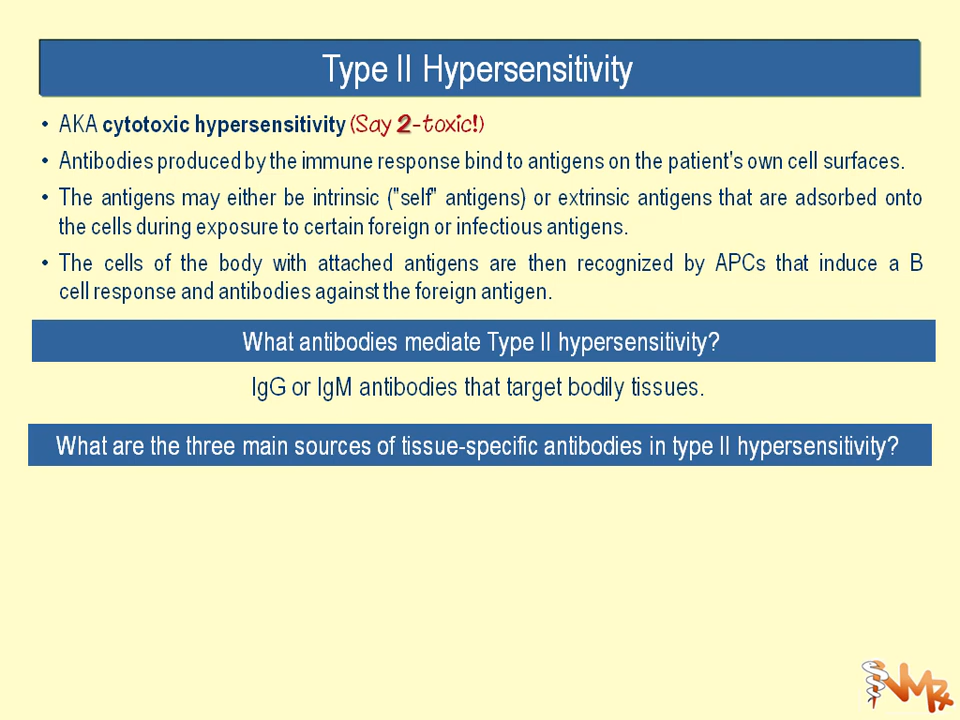 Type II Hypersensitivity
• AKA cytotoxic hypersensitivity (Say 2-toxic!)
• Antibodies produced by the immune response bind to antigens on the patient's own cell surfaces.
• The antigens may either be intrinsic ("self" antigens) or extrinsic antigens that are adsorbed onto
the cells during exposure to certain foreign or infectious antigens.
• The cells of the body with attached antigens are then recognized by APCs that induce a B
cell response and antibodies against the foreign antigen.
What antibodies mediate Type II hypersensitivity?
IgG or IgM antibodies that target bodily tissues.
What are the three main sources of tissue-specific antibodies in type II hypersensitivity?
VMRx